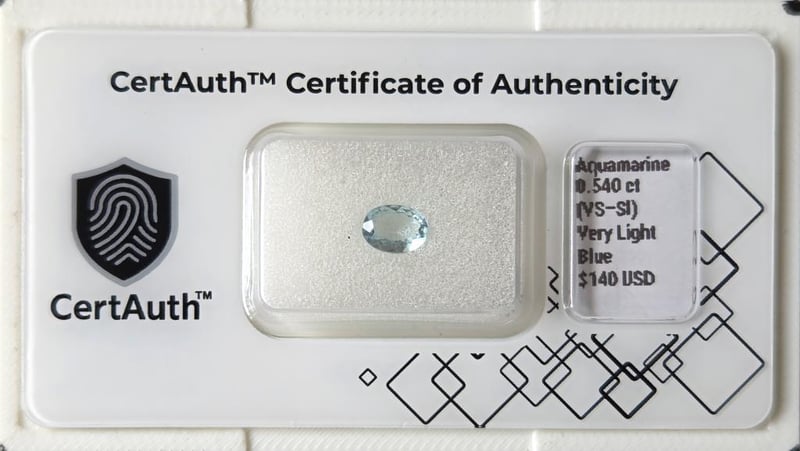 CertAuth™ Certificate of Authenticity
CertAuth™
Aquamarine
0.540 ct
(VS-SI)
Very Light
Blue
$140 USD